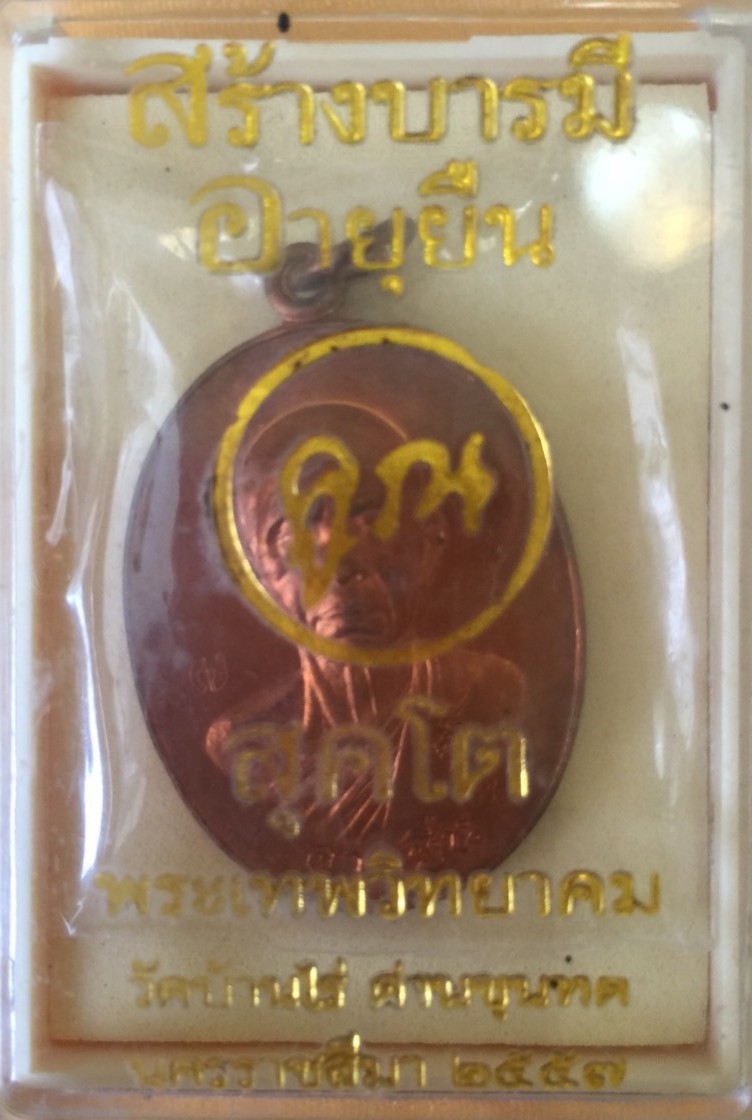 สร้างบารมี
อายุยืน
คูณ
สุคโต
พระเทพวิทยาคม
วัดบ้านไร่ ด่านขุนทด
นครราชสีมา ๒๕๕๗